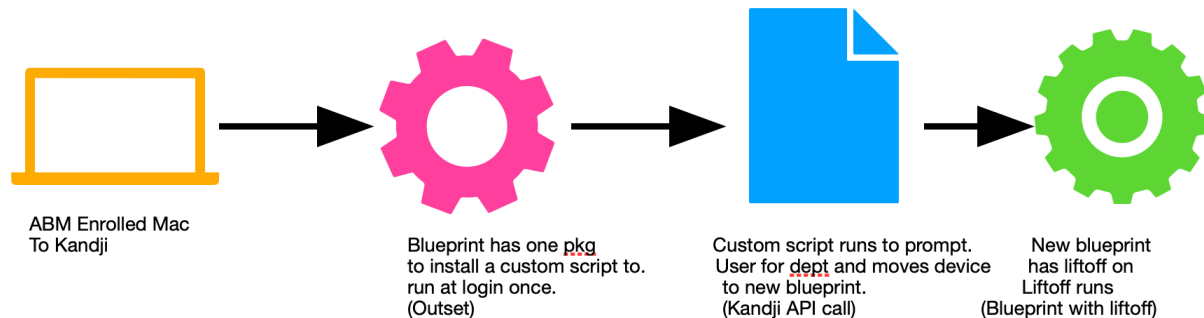 ABM Enrolled Mac
To Kandji
Blueprint has one pkg
to install a custom script to.
run at login once.
(Outset)
Custom script runs to prompt.
User for dept and moves device
to new blueprint.
(Kandji API call)
New blueprint
has liftoff on
Liftoff runs
(Blueprint with liftoff)